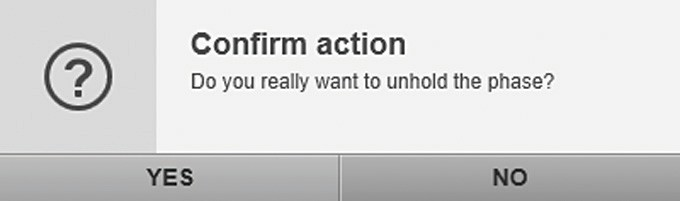 ?
Confirm action
Do you really want to unhold the phase?
YES
NO